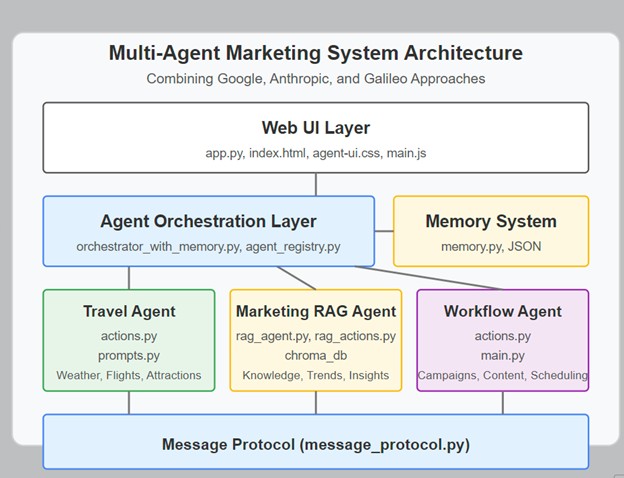 Multi-Agent Marketing System Architecture
Combining Google, Anthropic, and Galileo Approaches
Web UI Layer
app.py, index.html, agent-ui.css, main.js
Agent Orchestration Layer
orchestrator_with_memory.py, agent_registry.py
Memory System
memory.py, JSON
Travel Agent
actions.py
prompts.py
Weather, Flights, Attractions
Marketing RAG Agent
rag_agent.py, rag_actions.py
chroma_db
Knowledge, Trends, Insights
Workflow Agent
actions.py
main.py
Campaigns, Content, Scheduling
Message Protocol (message_protocol.py)